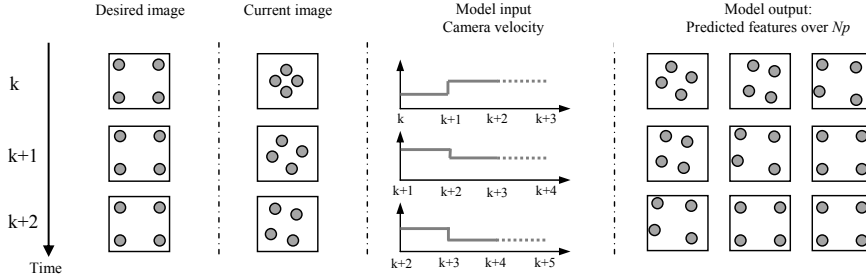 Desired image
Current image
Model input
Camera velocity
Model output:
Predicted features over Np
k
k
k+1
k+2
k+3
k+1
k+1
k+2
k+3
k+4
k+2
k+2
k+3
k+4
k+5
Time